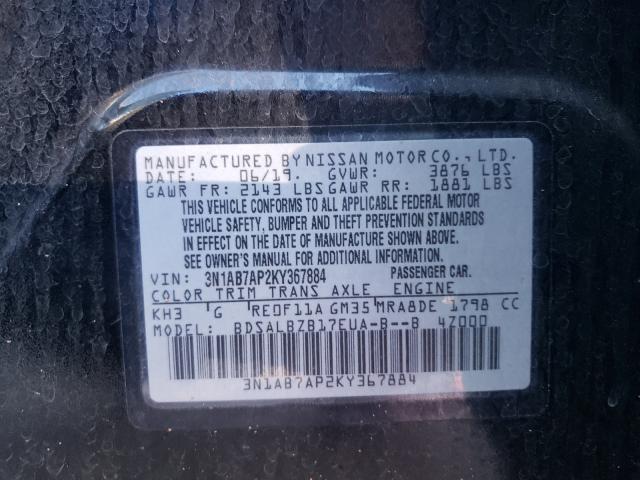 MANUFACTURED BY NISSAN MOTOR CO., LTD.
DATE: 06/19. GVWR: 3876 LBS
GAWR FR: 2143 LBS GAWR RR: 1881 LBS
THIS VEHICLE CONFORMS TO ALL APPLICABLE FEDERAL MOTOR
VEHICLE SAFETY, BUMPER AND THEFT PREVENTION STANDARDS
IN EFFECT ON THE DATE OF MANUFACTURE SHOWN ABOVE.
SEE OWNER'S MANUAL FOR ADDITIONAL INFORMATION.
VIN: 3N1AB7AP2KY367884 PASSENGER CAR.
COLOR TRIM TRANS AXLE ENGINE
KH3 G RE0F11A GM35 MRA8DE 1798 CC
MODEL: BDSALBZB17EUA-B--B 4Z000
3N1AB7AP2KY367884